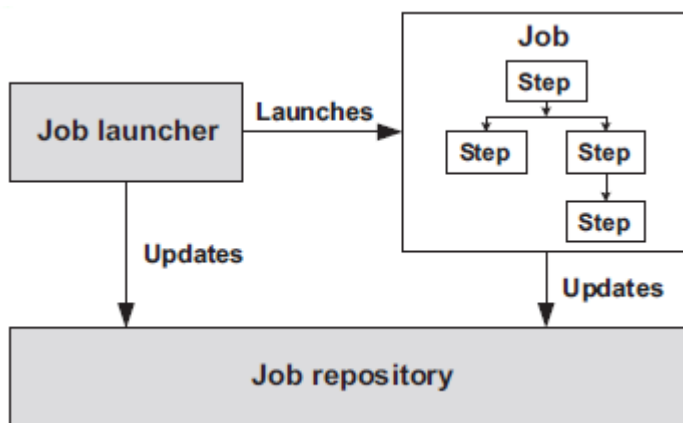 Job
Step
Launches
Job launcher
Step
Step
Step
Updates
Updates
Job repository